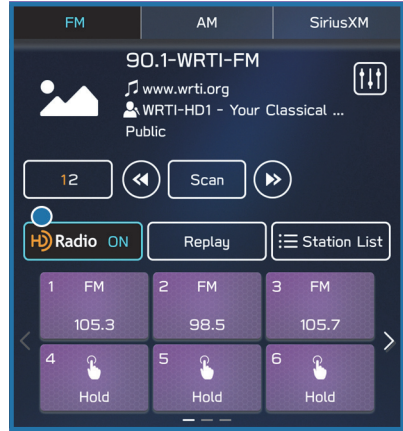 FM AM SiriusXM
90.1-WRTI-FM
www.wrti.org
WRTI-HD1 - Your Classical ...
Public
12 Scan
HD Radio ON Replay Station List
1 FM 2 FM 3 FM
105.3 98.5 105.7
4 5 6
Hold Hold Hold